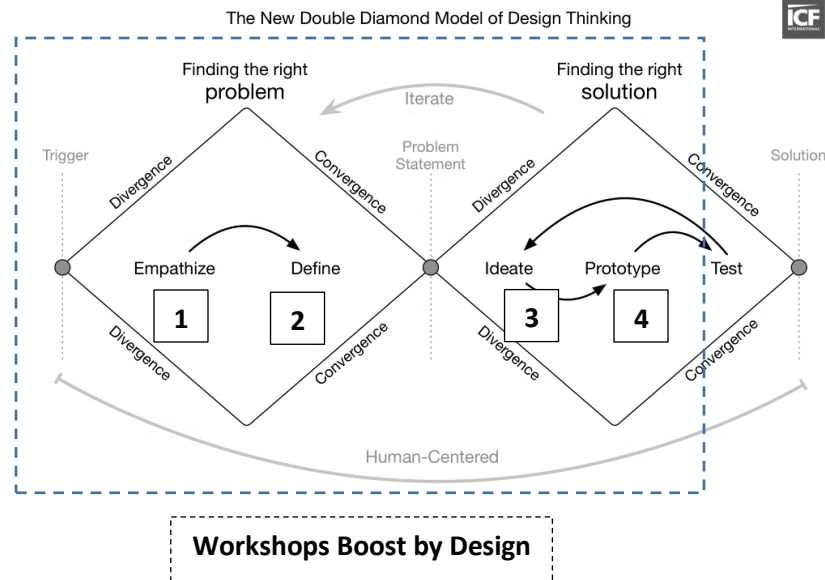 The New Double Diamond Model of Design Thinking
ICF
INTERNATIONAL
Finding the right
problem
Finding the right
solution
Iterate
Trigger
Problem
Statement
Solution
Divergence
Convergence
Divergence
Convergence
Empathize
Define
Ideate
Prototype
Test
1
2
3
4
Divergence
Convergence
Divergence
Convergence
Human-Centered
Workshops Boost by Design